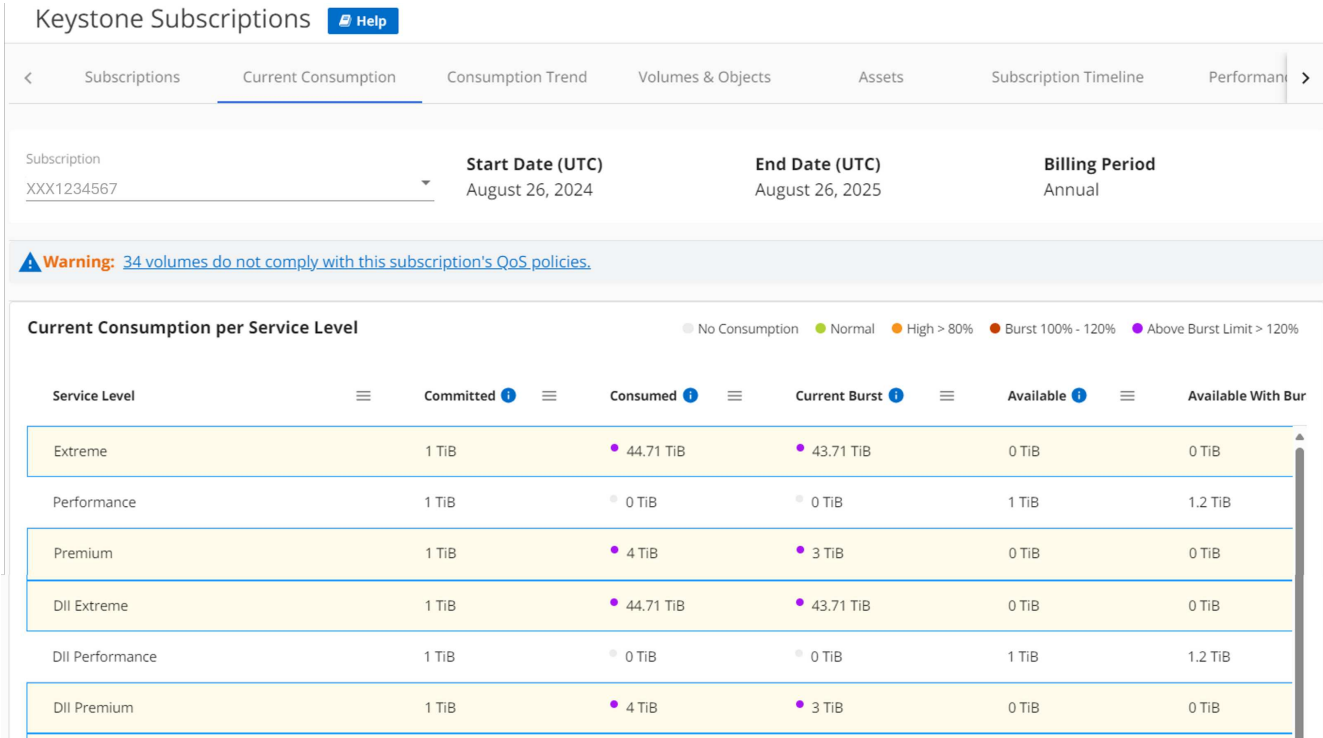 Keystone Subscriptions Help
Subscriptions Current Consumption Consumption Trend Volumes & Objects Assets Subscription Timeline Performanc
Subscription Start Date (UTC) End Date (UTC) Billing Period
XXX1234567 August 26, 2024 August 26, 2025 Annual
Warning: 34 volumes do not comply with this subscription's QoS policies.
Current Consumption per Service Level No Consumption Normal High > 80% Burst 100% - 120% Above Burst Limit > 120%
Service Level Committed Consumed Current Burst Available Available With Bur
Extreme 1 TiB 44.71 TiB 43.71 TiB 0 TiB 0 TiB
Performance 1 TiB 0 TiB 0 TiB 1 TiB 1.2 TiB
Premium 1 TiB 4 TiB 3 TiB 0 TiB 0 TiB
DII Extreme 1 TiB 44.71 TiB 43.71 TiB 0 TiB 0 TiB
DII Performance 1 TiB 0 TiB 0 TiB 1 TiB 1.2 TiB
DII Premium 1 TiB 4 TiB 3 TiB 0 TiB 0 TiB